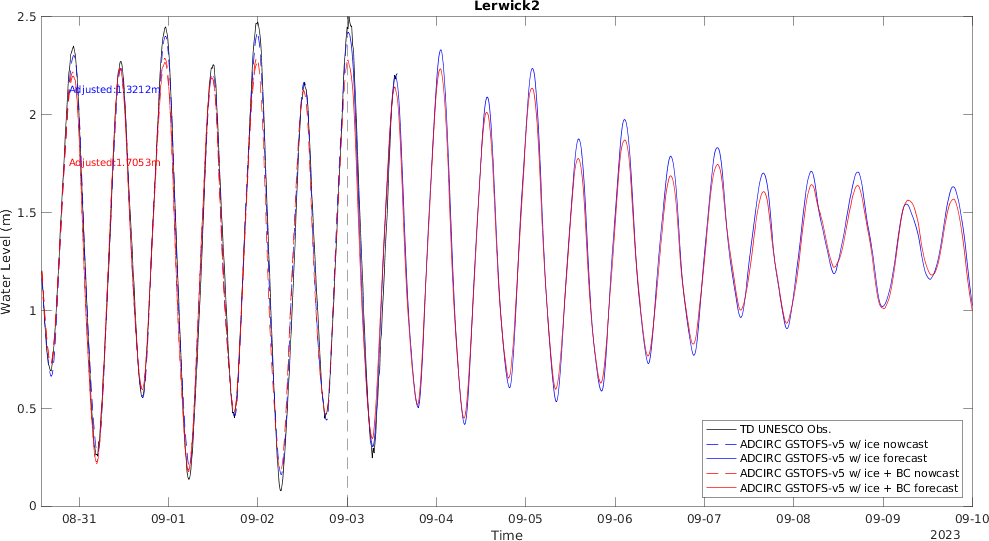 Lerwick2
2.5
2
1.5
1
0.5
0
Water Level (m)
Adjusted:1.3212m
Adjusted:1.7053m
TD UNESCO Obs.
ADCIRC GSTOFS-v5 w/ ice nowcast
ADCIRC GSTOFS-v5 w/ ice forecast
ADCIRC GSTOFS-v5 w/ ice + BC nowcast
ADCIRC GSTOFS-v5 w/ ice + BC forecast
08-31 09-01 09-02 09-03 09-04 09-05 09-06 09-07 09-08 09-09 09-10
Time
2023